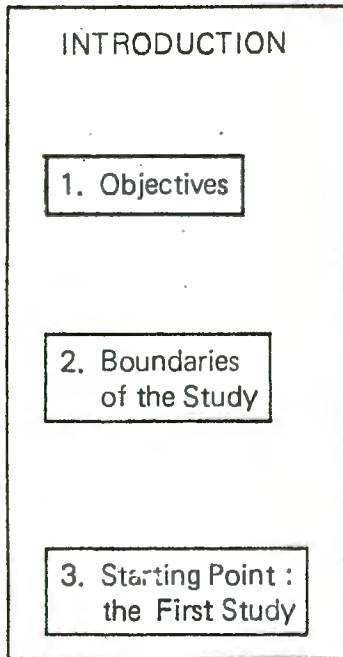 INTRODUCTION
1. Objectives
2. Boundaries
of the Study
3. Starting Point :
the First Study